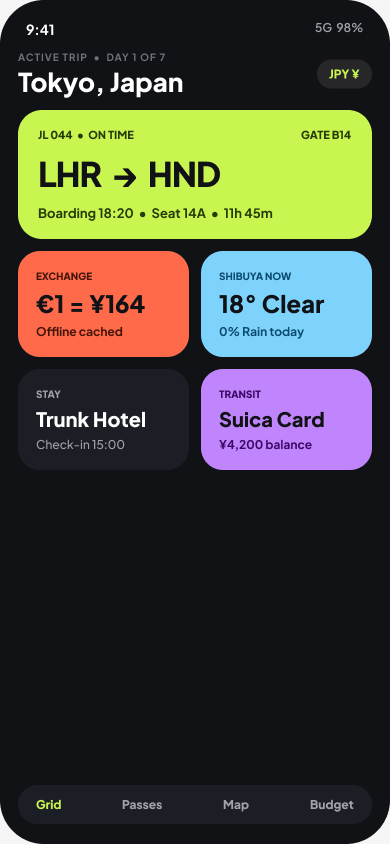 9:41
5G 98%
ACTIVE TRIP • DAY 1 OF 7
Tokyo, Japan
JPY ¥
JL 044 • ON TIME
GATE B14
LHR → HND
Boarding 18:20 • Seat 14A • 11h 45m
EXCHANGE
€1 = ¥164
Offline cached
SHIBUYA NOW
18° Clear
0% Rain today
STAY
Trunk Hotel
Check-in 15:00
TRANSIT
Suica Card
¥4,200 balance
Grid
Passes
Map
Budget